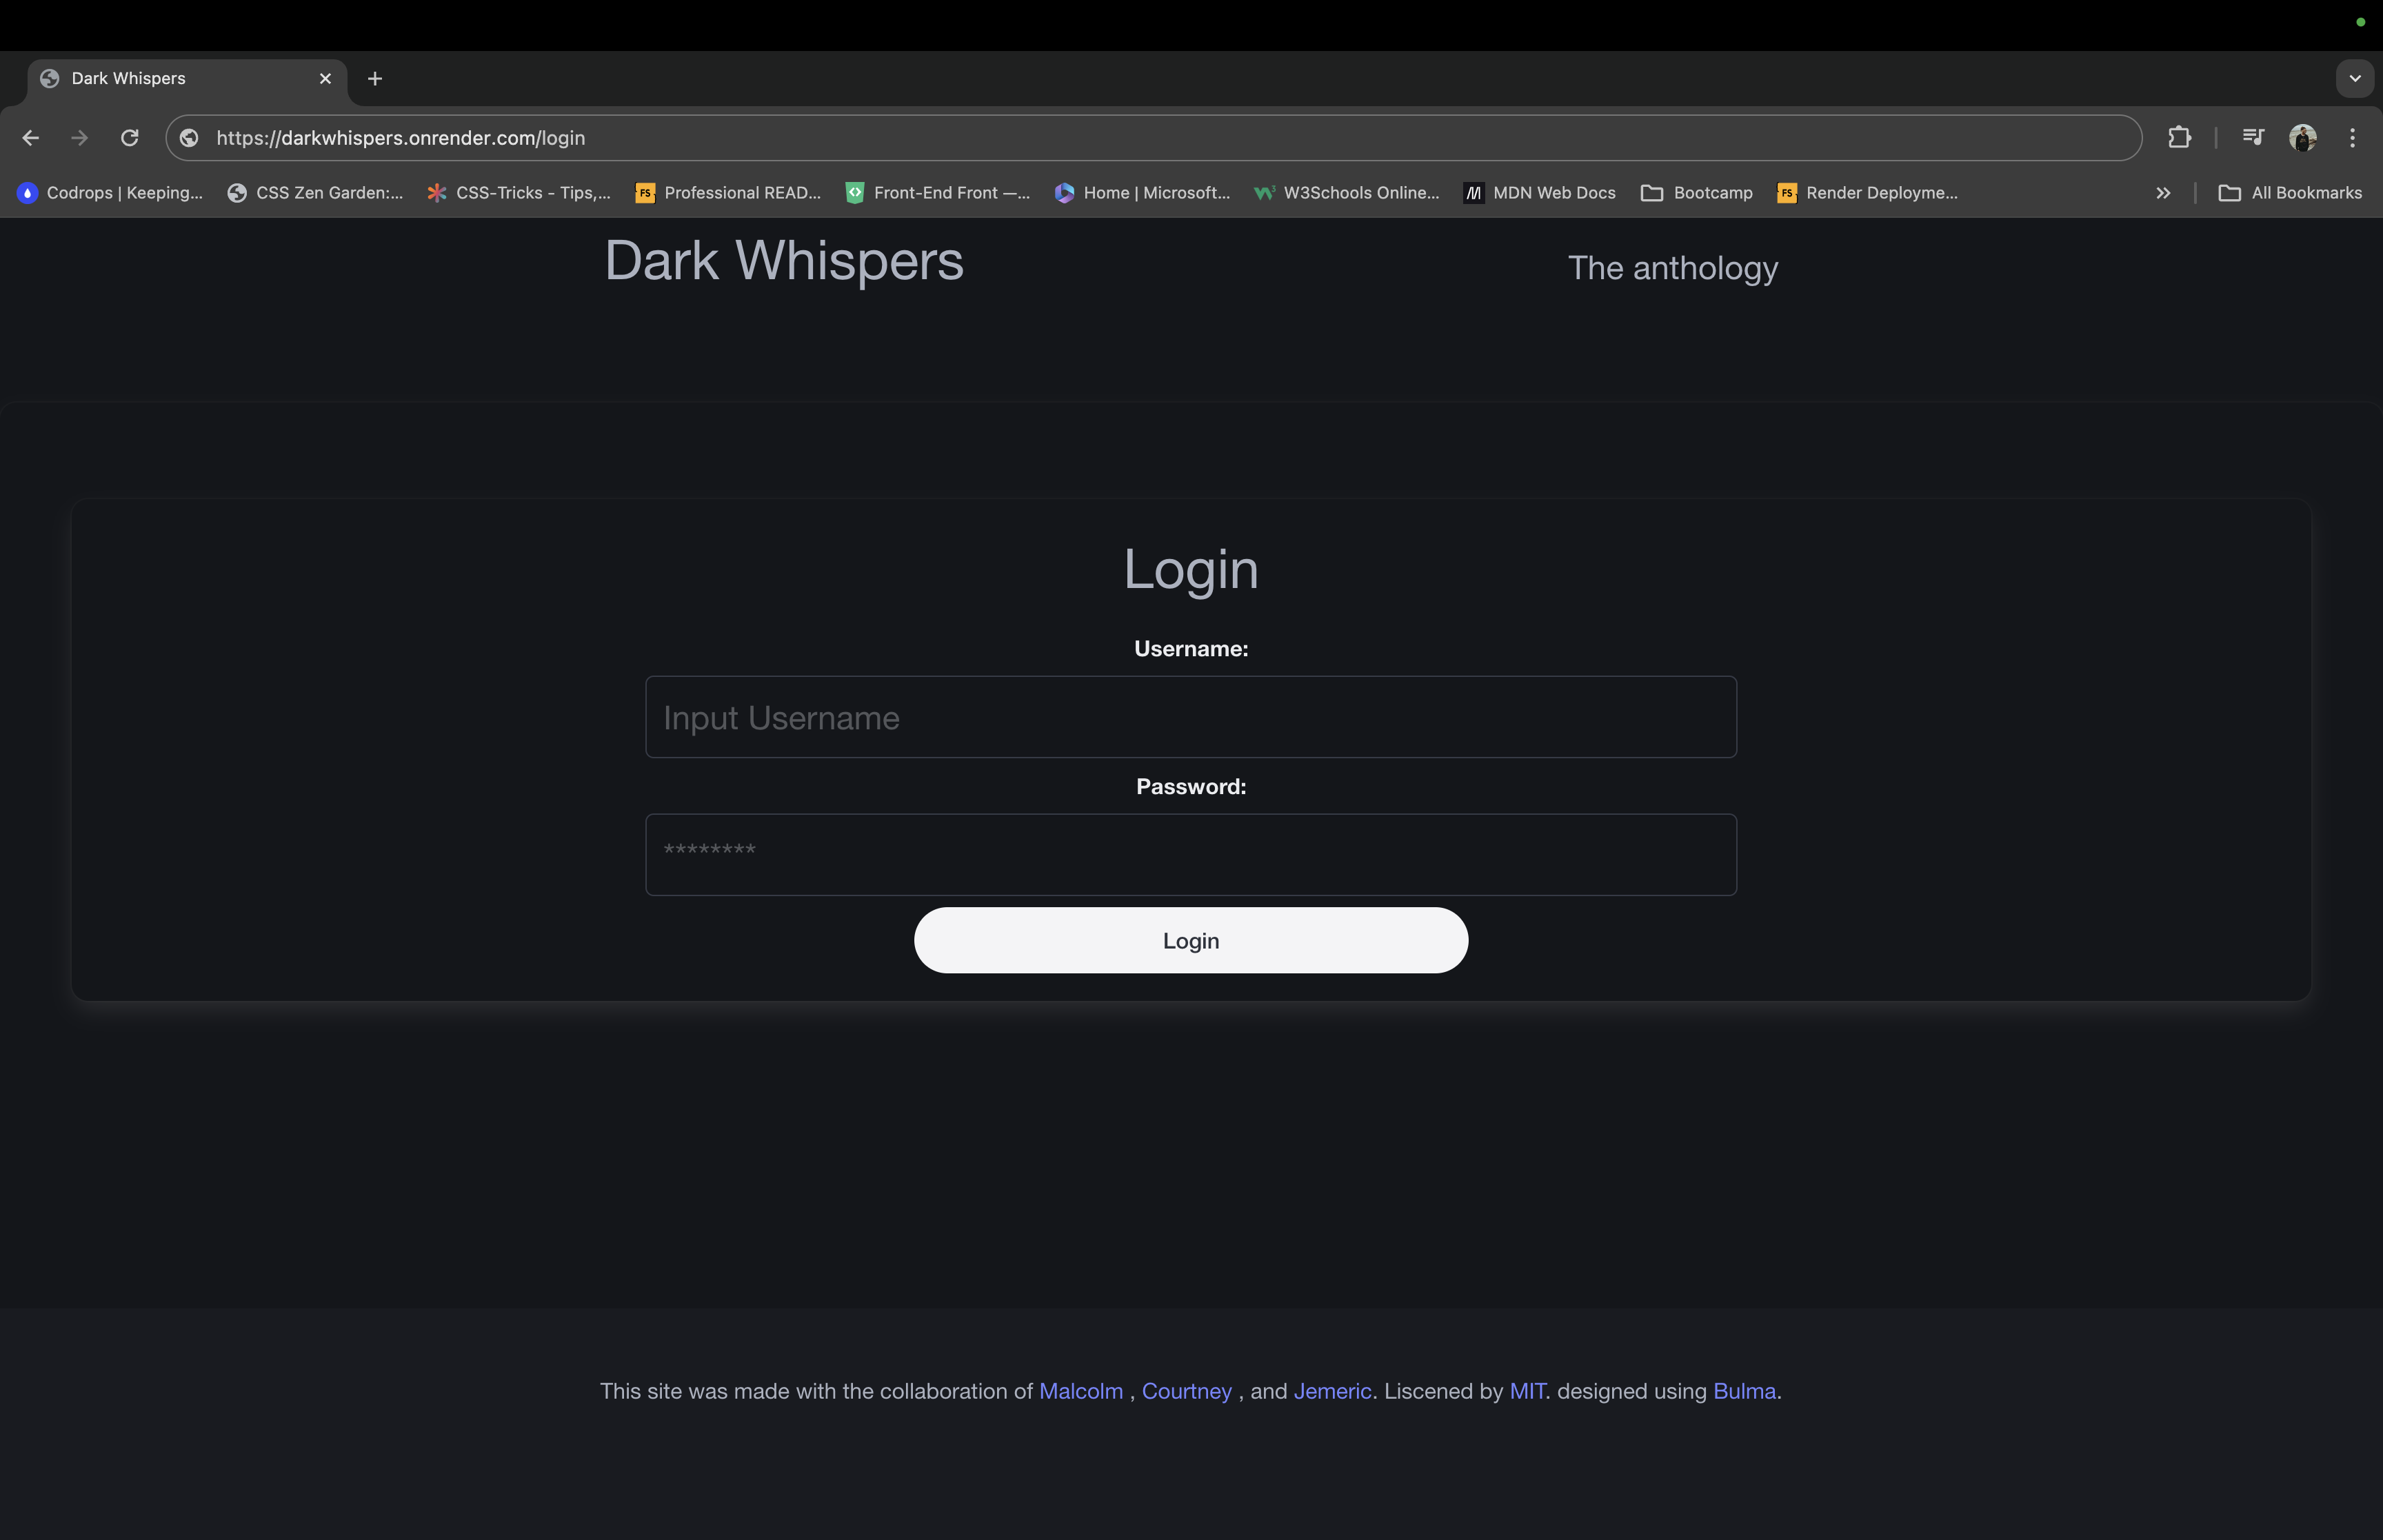 Dark Whispers
https://darkwhispers.onrender.com/login
Codrops | Keeping... CSS Zen Garden:... CSS-Tricks - Tips,... FS Professional READ... Front-End Front —... Home | Microsoft... W3Schools Online... MDN Web Docs Bootcamp FS Render Deployme... All Bookmarks
Dark Whispers The anthology
Login
Username:
Input Username
Password:
********
Login
This site was made with the collaboration of Malcolm , Courtney , and Jemeric. Liscened by MIT. designed using Bulma.